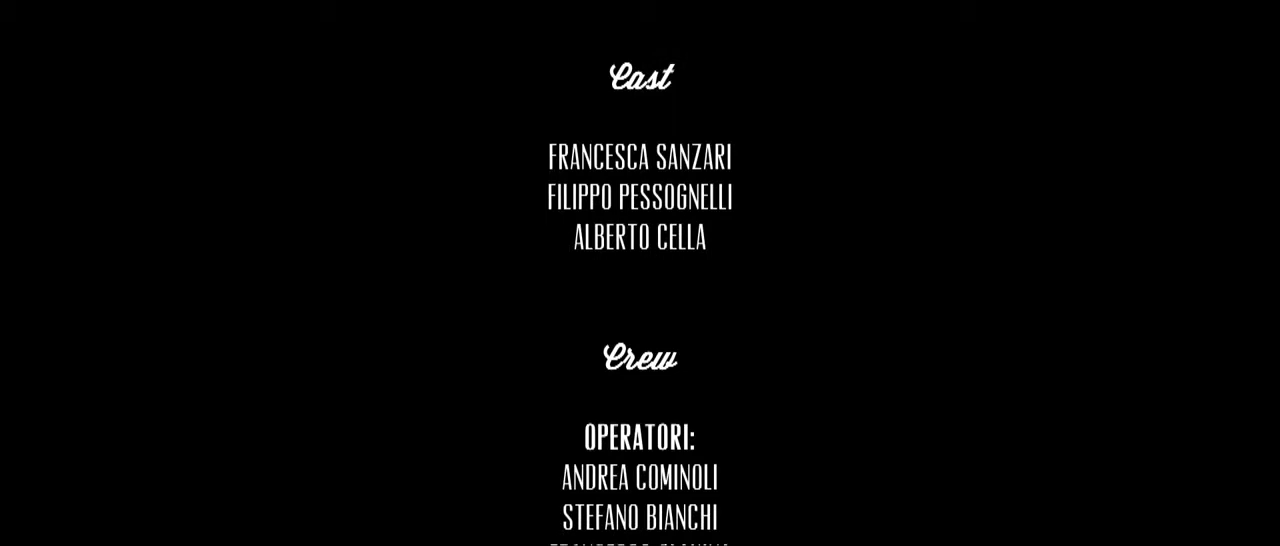 Cast
FRANCESCA SANZARI
FILIPPO PESSOGNELLI
ALBERTO CELLA
Crew
OPERATORI:
ANDREA COMINOLI
STEFANO BIANCHI